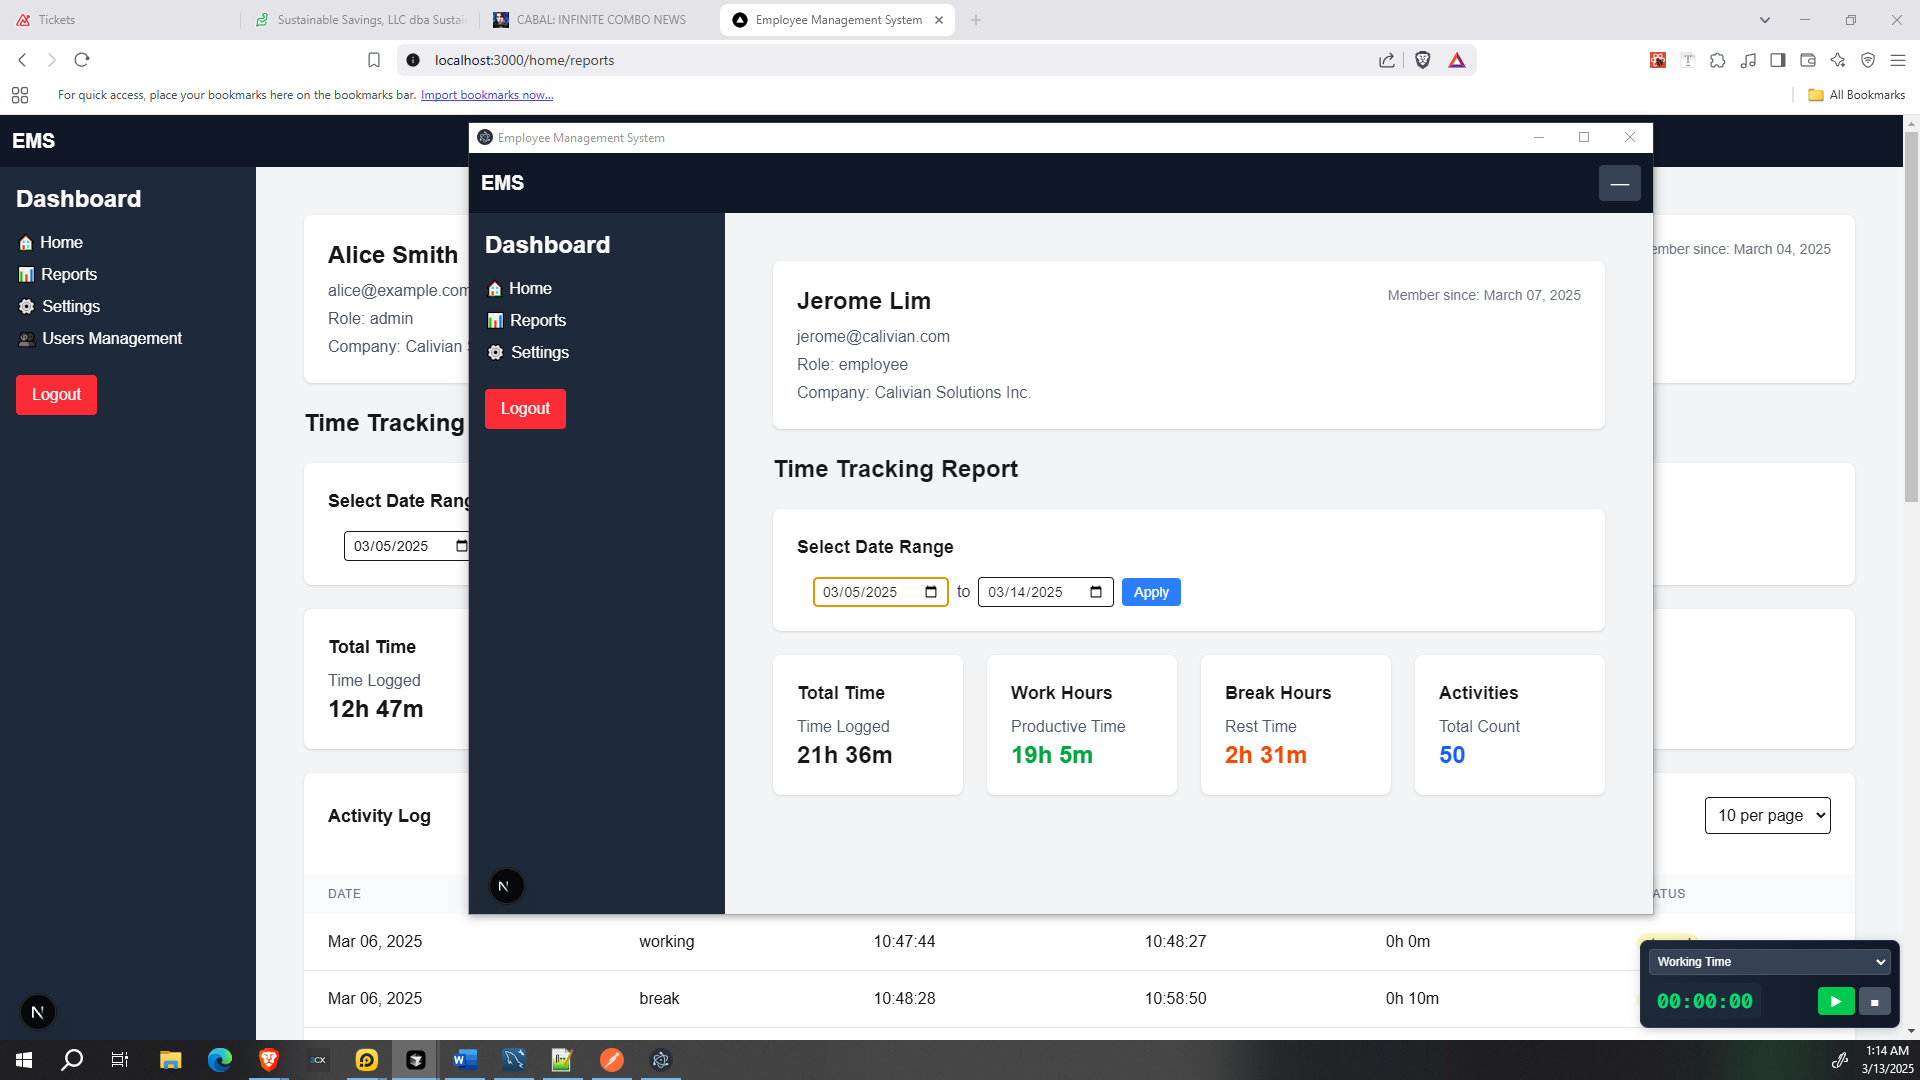 Tickets
Sustainable Savings, LLC dba Sustai
CABAL: INFINITE COMBO NEWS
Employee Management System
localhost:3000/home/reports
For quick access, place your bookmarks here on the bookmarks bar. Import bookmarks now...
All Bookmarks
EMS
Dashboard
Home
Reports
Settings
Users Management
Logout
Alice Smith
alice@example.com
Role: admin
Company: Calivian
ember since: March 04, 2025
Time Tracking
Select Date Rang
03/05/2025
Total Time
Time Logged
12h 47m
Activity Log
10 per page
DATE
ATUS
Mar 06, 2025 working 10:47:44 10:48:27 0h 0m
Mar 06, 2025 break 10:48:28 10:58:50 0h 10m
N
Employee Management System
EMS
Dashboard
Home
Reports
Settings
Logout
N
Jerome Lim
Member since: March 07, 2025
jerome@calivian.com
Role: employee
Company: Calivian Solutions Inc.
Time Tracking Report
Select Date Range
03/05/2025 to 03/14/2025 Apply
Total Time
Time Logged
21h 36m
Work Hours
Productive Time
19h 5m
Break Hours
Rest Time
2h 31m
Activities
Total Count
50
Working Time
00:00:00
3CX
1:14 AM
3/13/2025